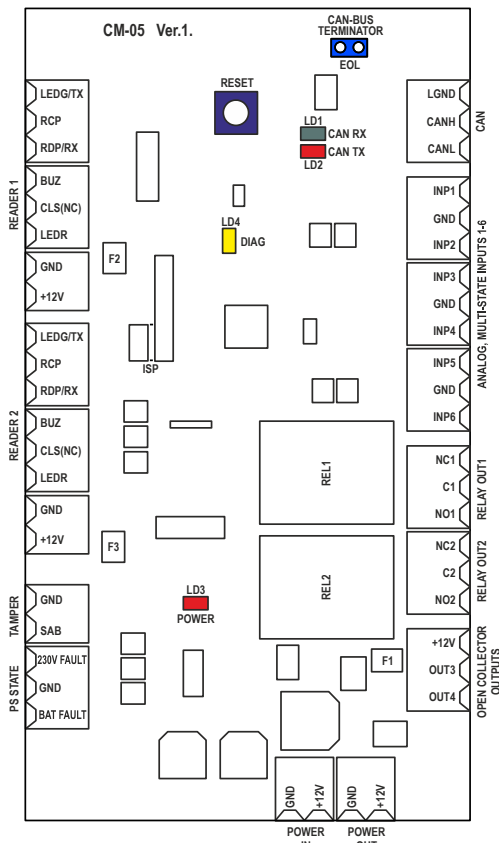 CM-05 Ver.1.
CAN-BUS
TERMINATOR
EOL
RESET
LD1
CAN RX
CAN TX
LD2
LD4
DIAG
READER 1
LEDG/TX
RCP
RDP/RX
BUZ
CLS(NC)
LEDR
GND
+12V
F2
ISP
READER 2
LEDG/TX
RCP
RDP/RX
BUZ
CLS(NC)
LEDR
GND
+12V
F3
LD3
POWER
TAMPER
GND
SAB
PS STATE
230V FAULT
GND
BAT FAULT
REL1
REL2
F1
LGND
CANH
CANL
CAN
INP1
GND
INP2
INP3
GND
INP4
INP5
GND
INP6
ANALOG, MULTI-STATE INPUTS 1-6
NC1
C1
NO1
RELAY OUT1
NC2
C2
NO2
RELAY OUT2
+12V
OUT3
OUT4
OPEN COLLECTOR
OUTPUTS
GND
+12V
GND
+12V
POWER
POWER